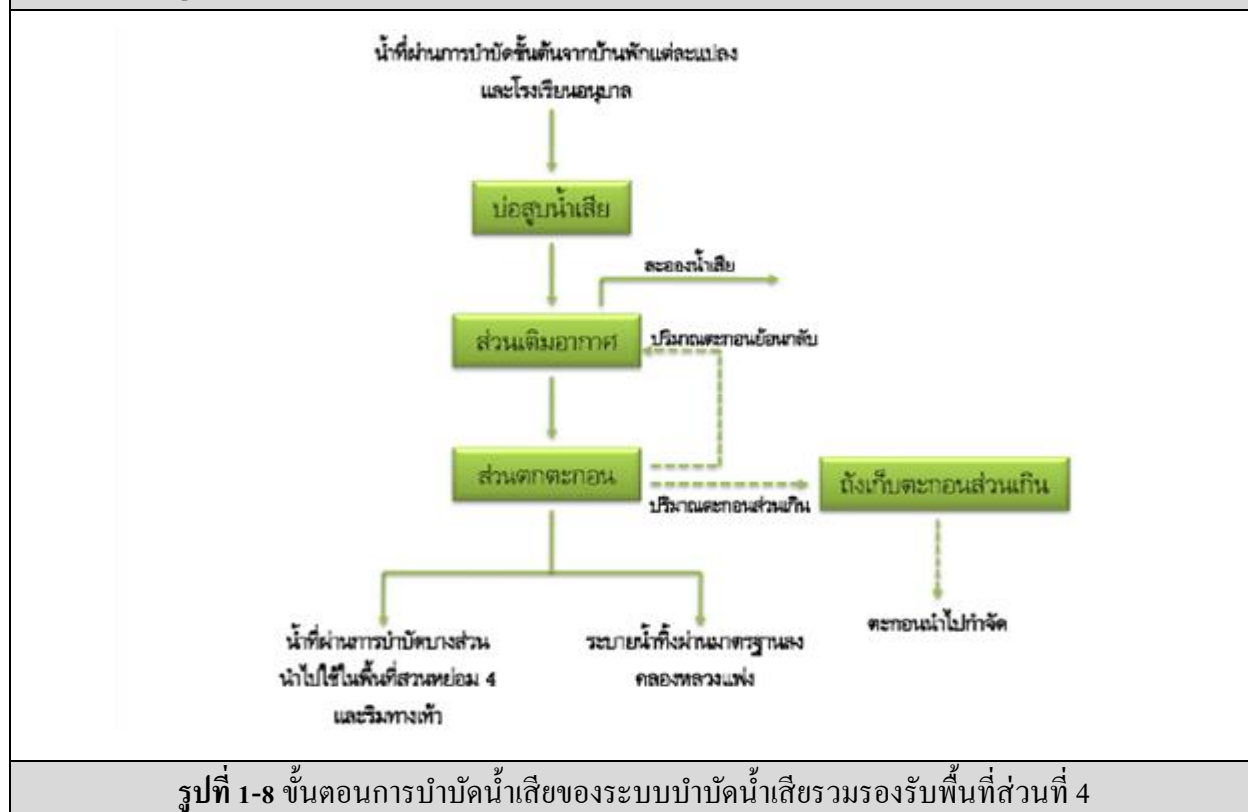 น้ำที่ผ่านการบำบัดขั้นต้นจากบ้านพักแต่ละแปลง
และโรงเรียนอนุบาล
บ่อสูบน้ำเสีย
ละอองน้ำเสีย
ส่วนเติมอากาศ
ปริมาณตะกอนย้อนกลับ
ส่วนตกตะกอน
ถังเก็บตะกอนส่วนเกิน
ปริมาณตะกอนส่วนเกิน
น้ำที่ผ่านการบำบัดบางส่วน
นำไปใช้ในพื้นที่สวนหย่อม 4
และริมทางเท้า
ระบายน้ำทิ้งผ่านมาตรฐานลง
คลองหลวงแพ่ง
ตะกอนนำไปกำจัด
รูปที่ 1-8 ขั้นตอนการบำบัดน้ำเสียของระบบบำบัดน้ำเสียรวมรองรับพื้นที่ส่วนที่ 4